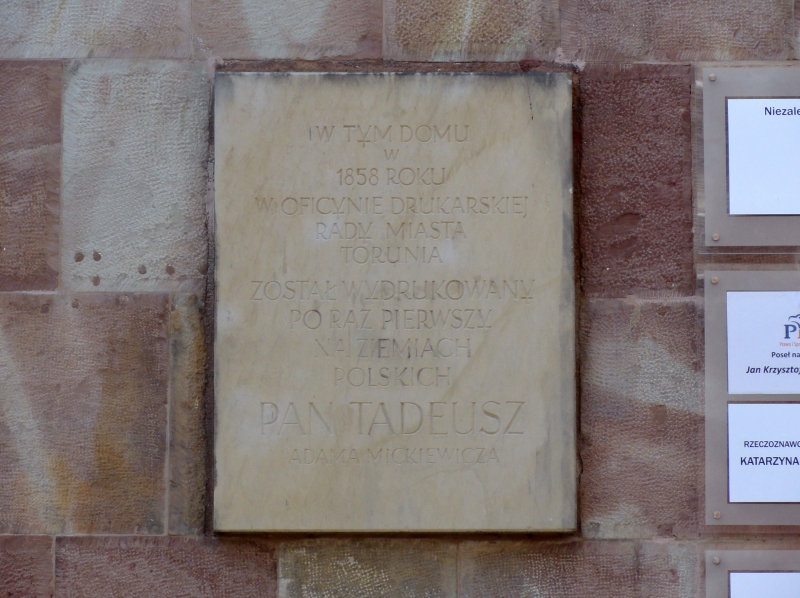 W TYM DOMU
W
1858 ROKU
W OFICYNIE DRUKARSKIEJ
RADY MIASTA
TORUNIA
ZOSTAŁ WYDRUKOWANY
PO RAZ PIERWSZY
NA ZIEMIACH
POLSKICH
PAN TADEUSZ
ADAMA MICKIEWICZA
Poseł na
Jan Krzysztof
KATARZYNA